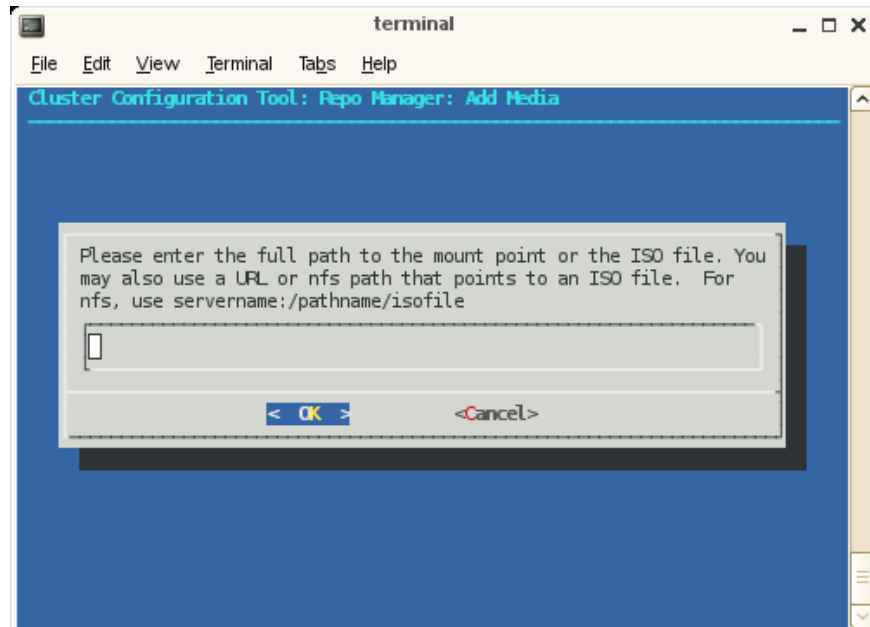 terminal
File Edit View Terminal Tabs Help
Cluster Configuration Tool: Repo Manager: Add Media
Please enter the full path to the mount point or the ISO file. You
may also use a URL or nfs path that points to an ISO file.  For
nfs, use servername:/pathname/isofile
< OK > <Cancel>